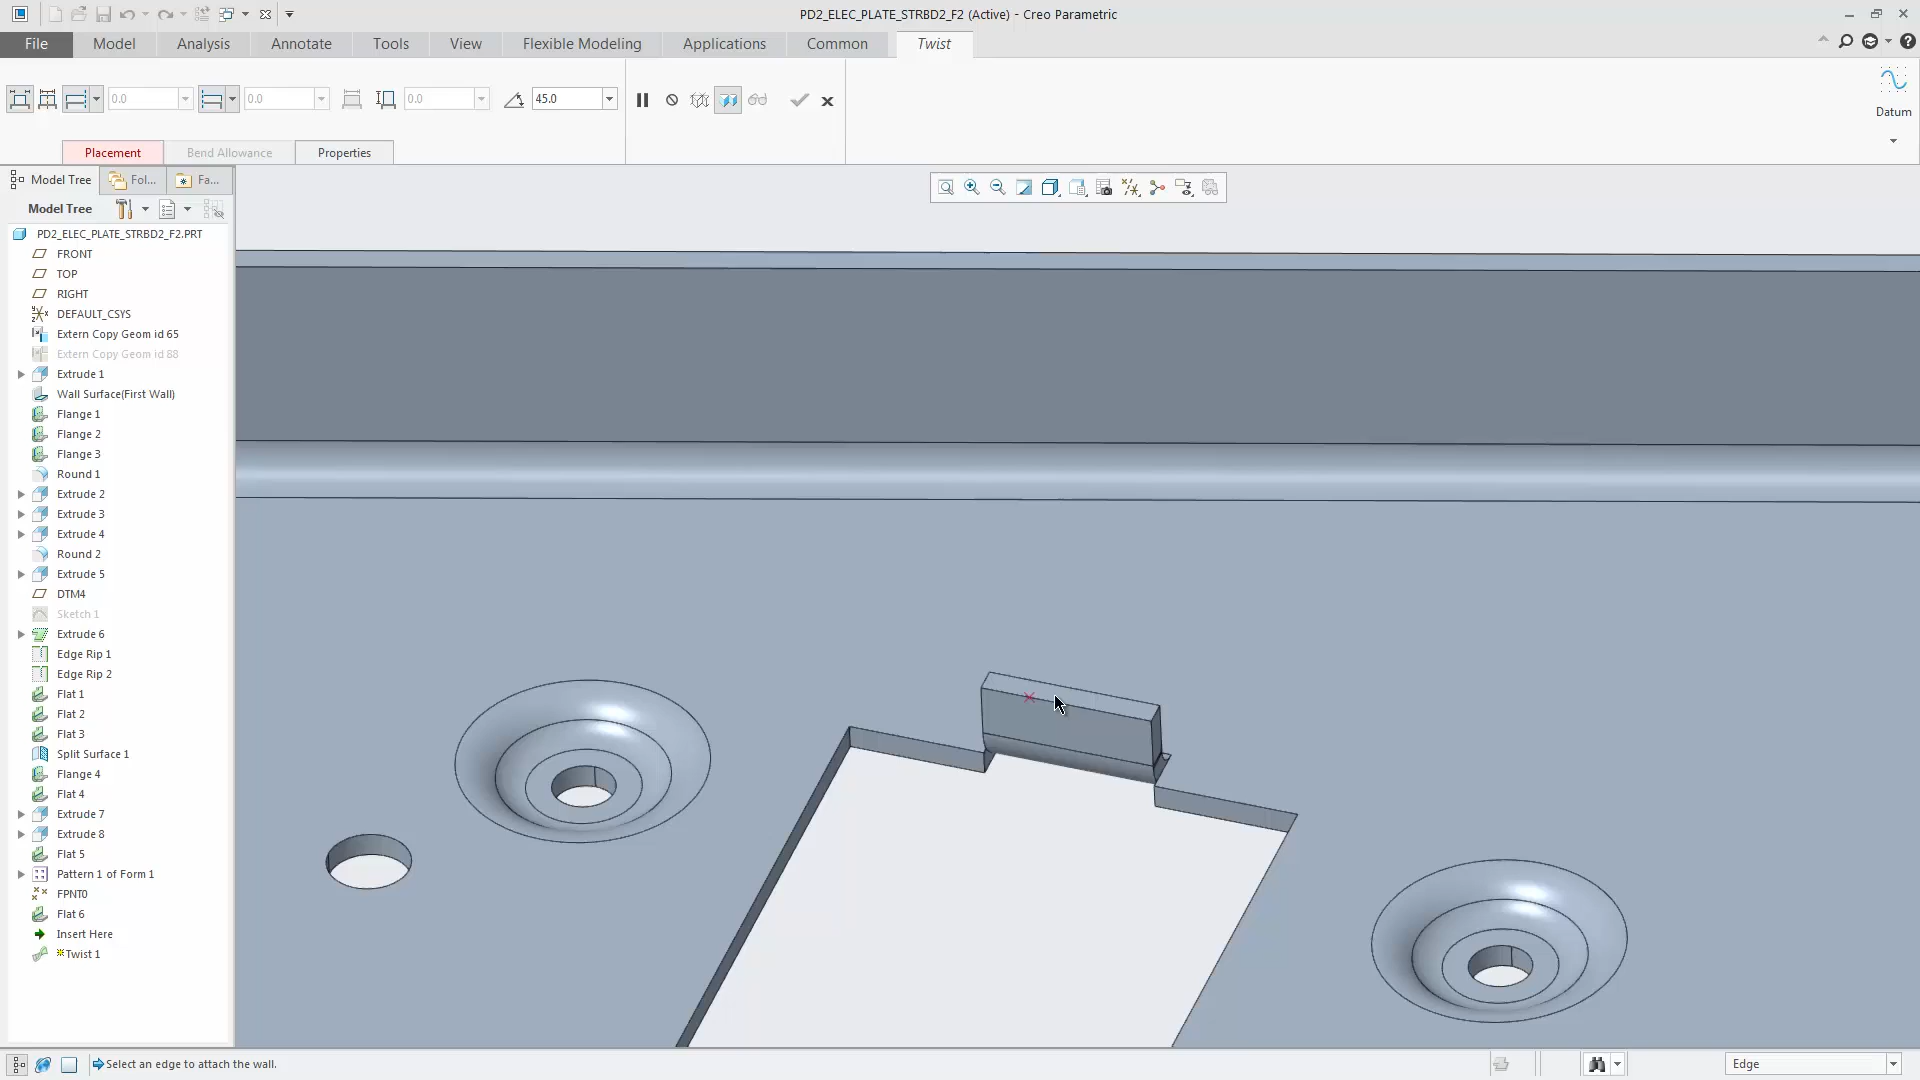 PD2_ELEC_PLATE_STRBD2_F2 (Active) - Creo Parametric
File
Model
Analysis
Annotate
Tools
View
Flexible Modeling
Applications
Common
Twist
0.0
0.0
0.0
45.0
Datum
Placement
Bend Allowance
Properties
Model Tree
Fol...
Fa...
Model Tree
PD2_ELEC_PLATE_STRBD2_F2.PRT
FRONT
TOP
RIGHT
DEFAULT_CSYS
Extern Copy Geom id 65
Extern Copy Geom id 88
Extrude 1
Wall Surface(First Wall)
Flange 1
Flange 2
Flange 3
Round 1
Extrude 2
Extrude 3
Extrude 4
Round 2
Extrude 5
DTM4
Sketch 1
Extrude 6
Edge Rip 1
Edge Rip 2
Flat 1
Flat 2
Flat 3
Split Surface 1
Flange 4
Flat 4
Extrude 7
Extrude 8
Flat 5
Pattern 1 of Form 1
FPNT0
Flat 6
Insert Here
Twist 1
Select an edge to attach the wall.
Edge